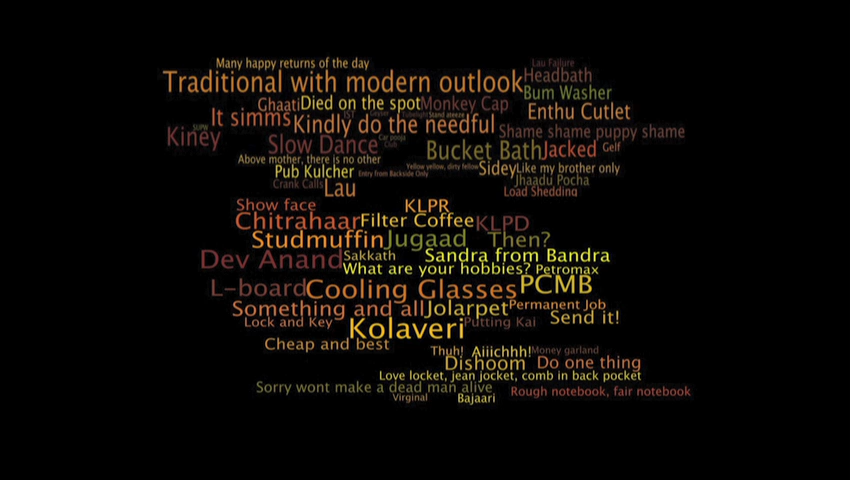 Many happy returns of the day
Lau Failure
Traditional with modern outlook
Headbath
Bum Washer
Ghaati
Died on the spot
Monkey Cap
It simms
IST
Stand ateeze
Enthu Cutlet
Kindly do the needful
Kiney
SUPW
Shame shame puppy shame
Slow Dance
Car pooja
Club
Bucket Bath
Jacked
Gelf
Above mother, there is no other
Pub Kulcher
Entry from Backside Only
Yellow yellow, dirty fellow
Sidey
Like my brother only
Crank Calls
Lau
Jhaadu Pocha
Load Shedding
Show face
KLPR
Chitrahaar
Filter Coffee
KLPD
Studmuffin
Jugaad
Then?
Dev Anand
Sakkath
Sandra from Bandra
What are your hobbies?
Petromax
L-board
Cooling Glasses
PCMB
Something and all
Jolarpet
Permanent Job
Lock and Key
Kolaveri
Putting Kai
Send it!
Cheap and best
Thuh!
Aiiichhh!
Money garland
Dishoom
Do one thing
Love locket, jean jocket, comb in back pocket
Sorry wont make a dead man alive
Virginal
Bajaari
Rough notebook, fair notebook